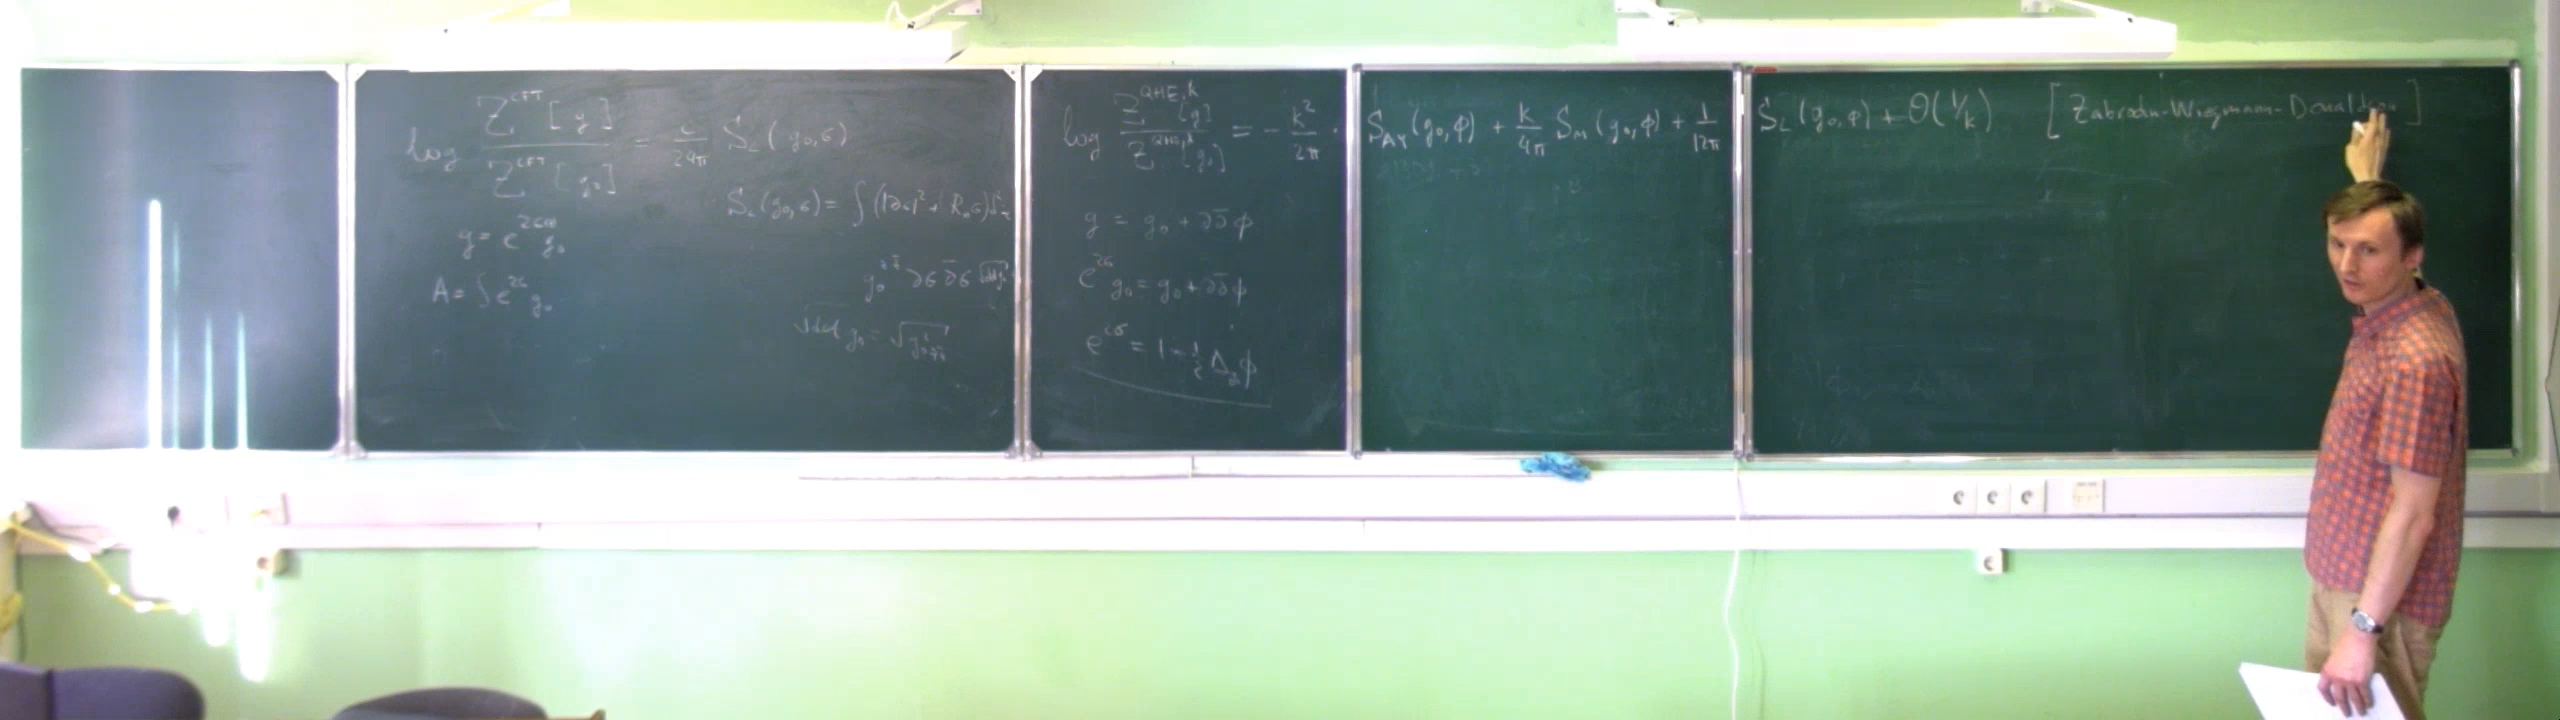 log Z^CFT [g] / Z^CFT [g₀] = c/24π S_L (g₀,σ)
S_L (g₀,σ) = ∫ (|∂σ|² + R₀σ) d²z
g = e^2σ g₀
A = ∫ e^2σ g₀
g₀^z z̄ ∂σ ∂̄σ
√det g₀ = √g²₀ z z̄
log Z^QHE,k [g] / Z^QHE,k [g₀] = - k²/2π · S_AY (g₀,ϕ) + k/4π S_M (g₀,ϕ) + 1/12π S_L (g₀,ϕ) + O(1/k) [Zabrodin-Wiegmann-Donaldson]
g = g₀ + ∂∂̄ϕ
e^2σ g₀ = g₀ + ∂∂̄ϕ
e^2σ = 1 - 1/2 Δ₀ϕ